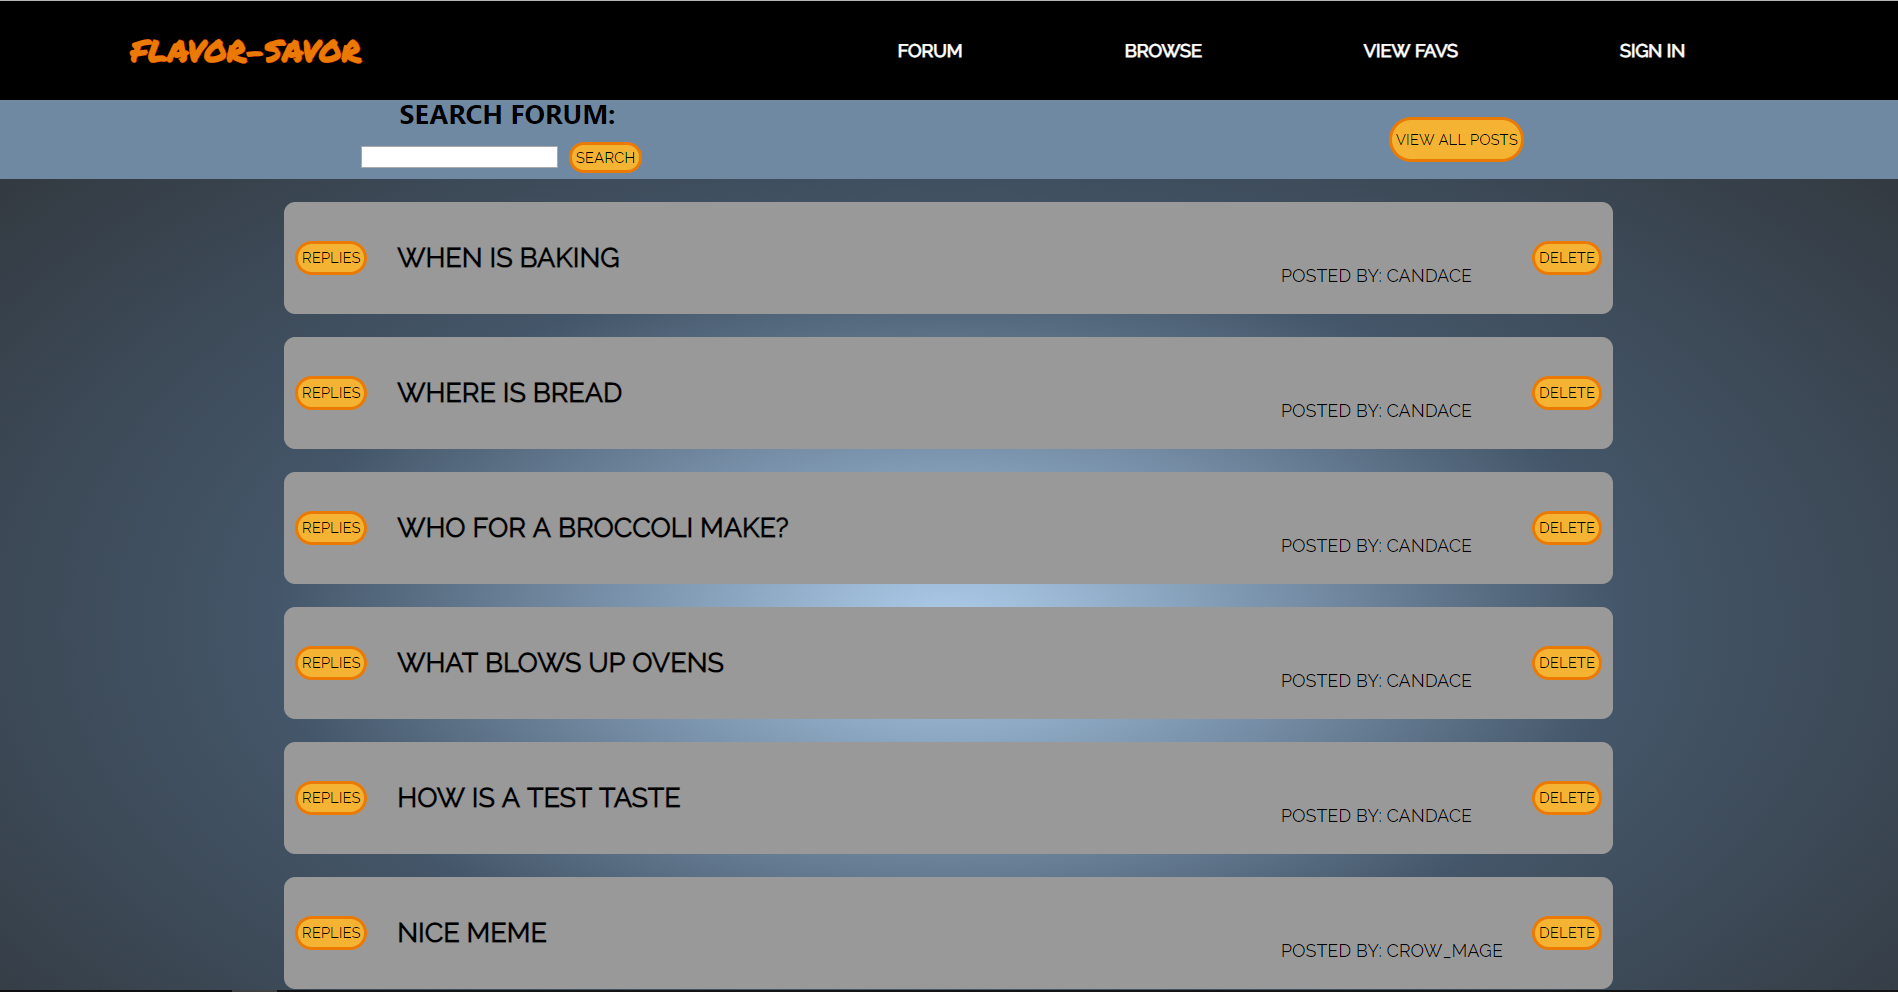 FLAVOR-SAVOR FORUM BROWSE VIEW FAVS SIGN IN
SEARCH FORUM:
SEARCH
VIEW ALL POSTS
REPLIES WHEN IS BAKING POSTED BY: CANDACE DELETE
REPLIES WHERE IS BREAD POSTED BY: CANDACE DELETE
REPLIES WHO FOR A BROCCOLI MAKE? POSTED BY: CANDACE DELETE
REPLIES WHAT BLOWS UP OVENS POSTED BY: CANDACE DELETE
REPLIES HOW IS A TEST TASTE POSTED BY: CANDACE DELETE
REPLIES NICE MEME POSTED BY: CROW_MAGE DELETE